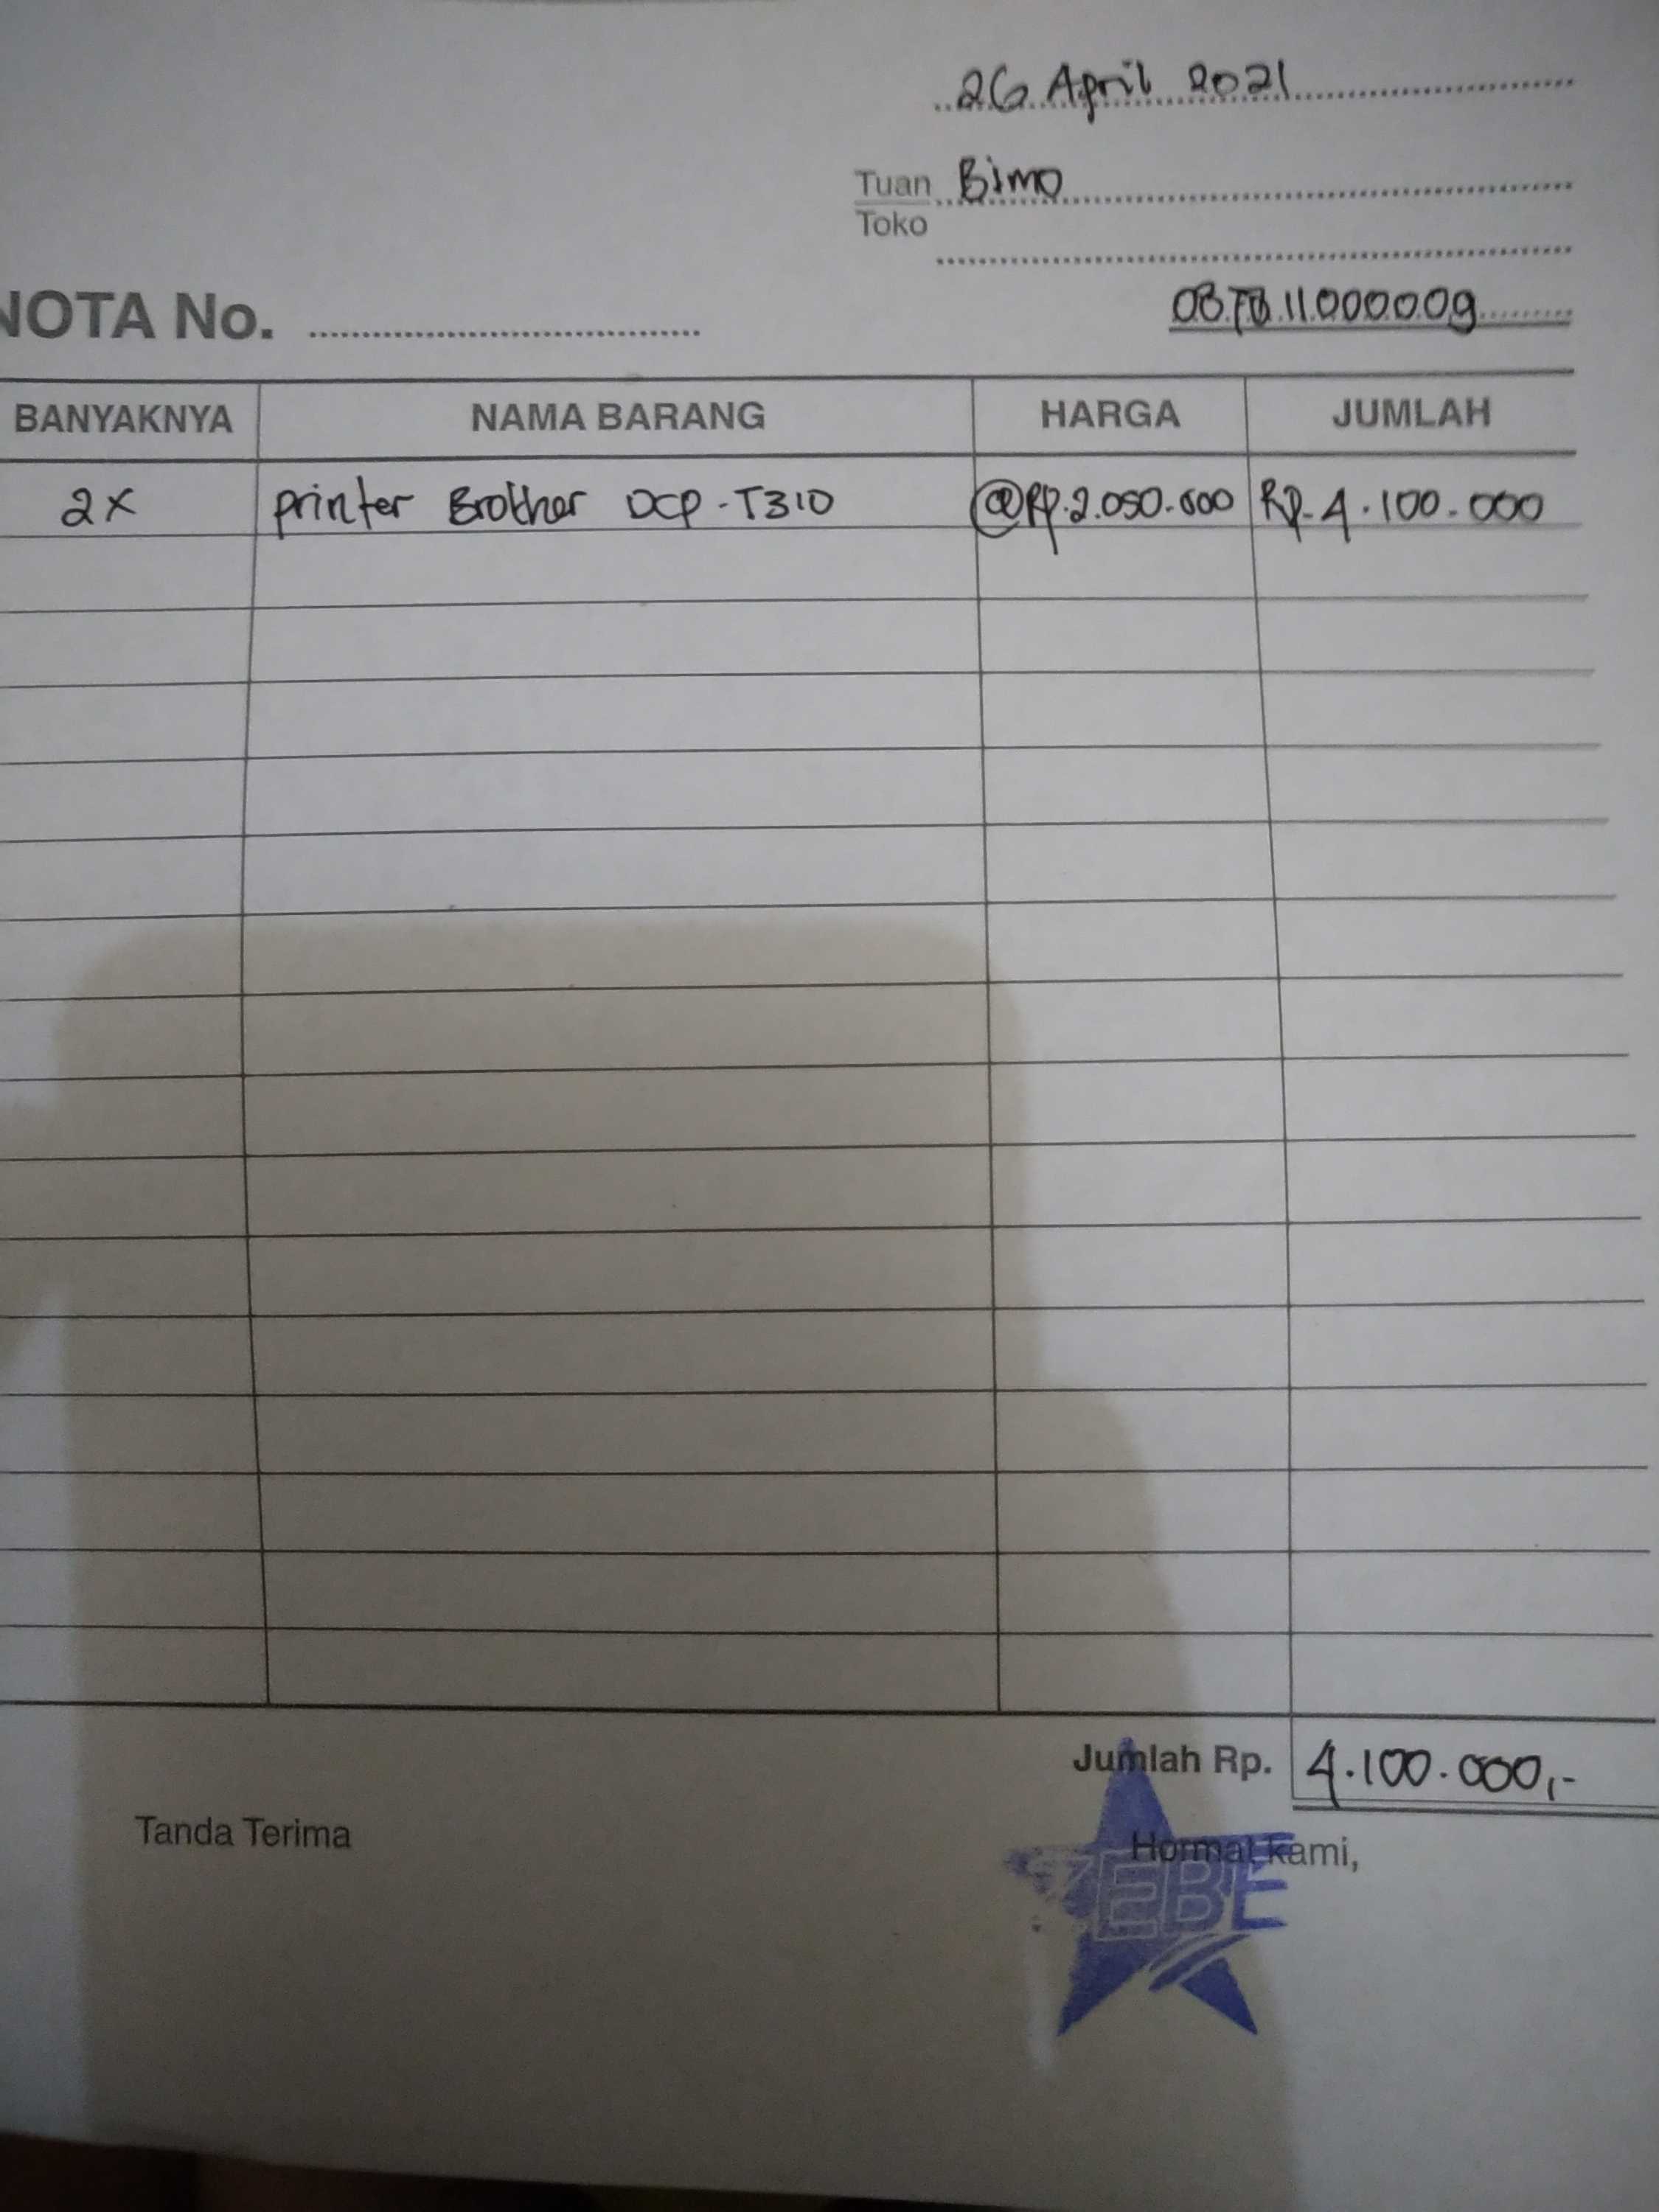 26 April 2021
Tuan Bimo
Toko
NOTA No.
087811000009
BANYAKNYA NAMA BARANG HARGA JUMLAH
2x printer Brother DCP-T310 @Rp.2.050.000 Rp.4.100.000
Jumlah Rp. 4.100.000,-
Tanda Terima
Hormat kami,
EBE